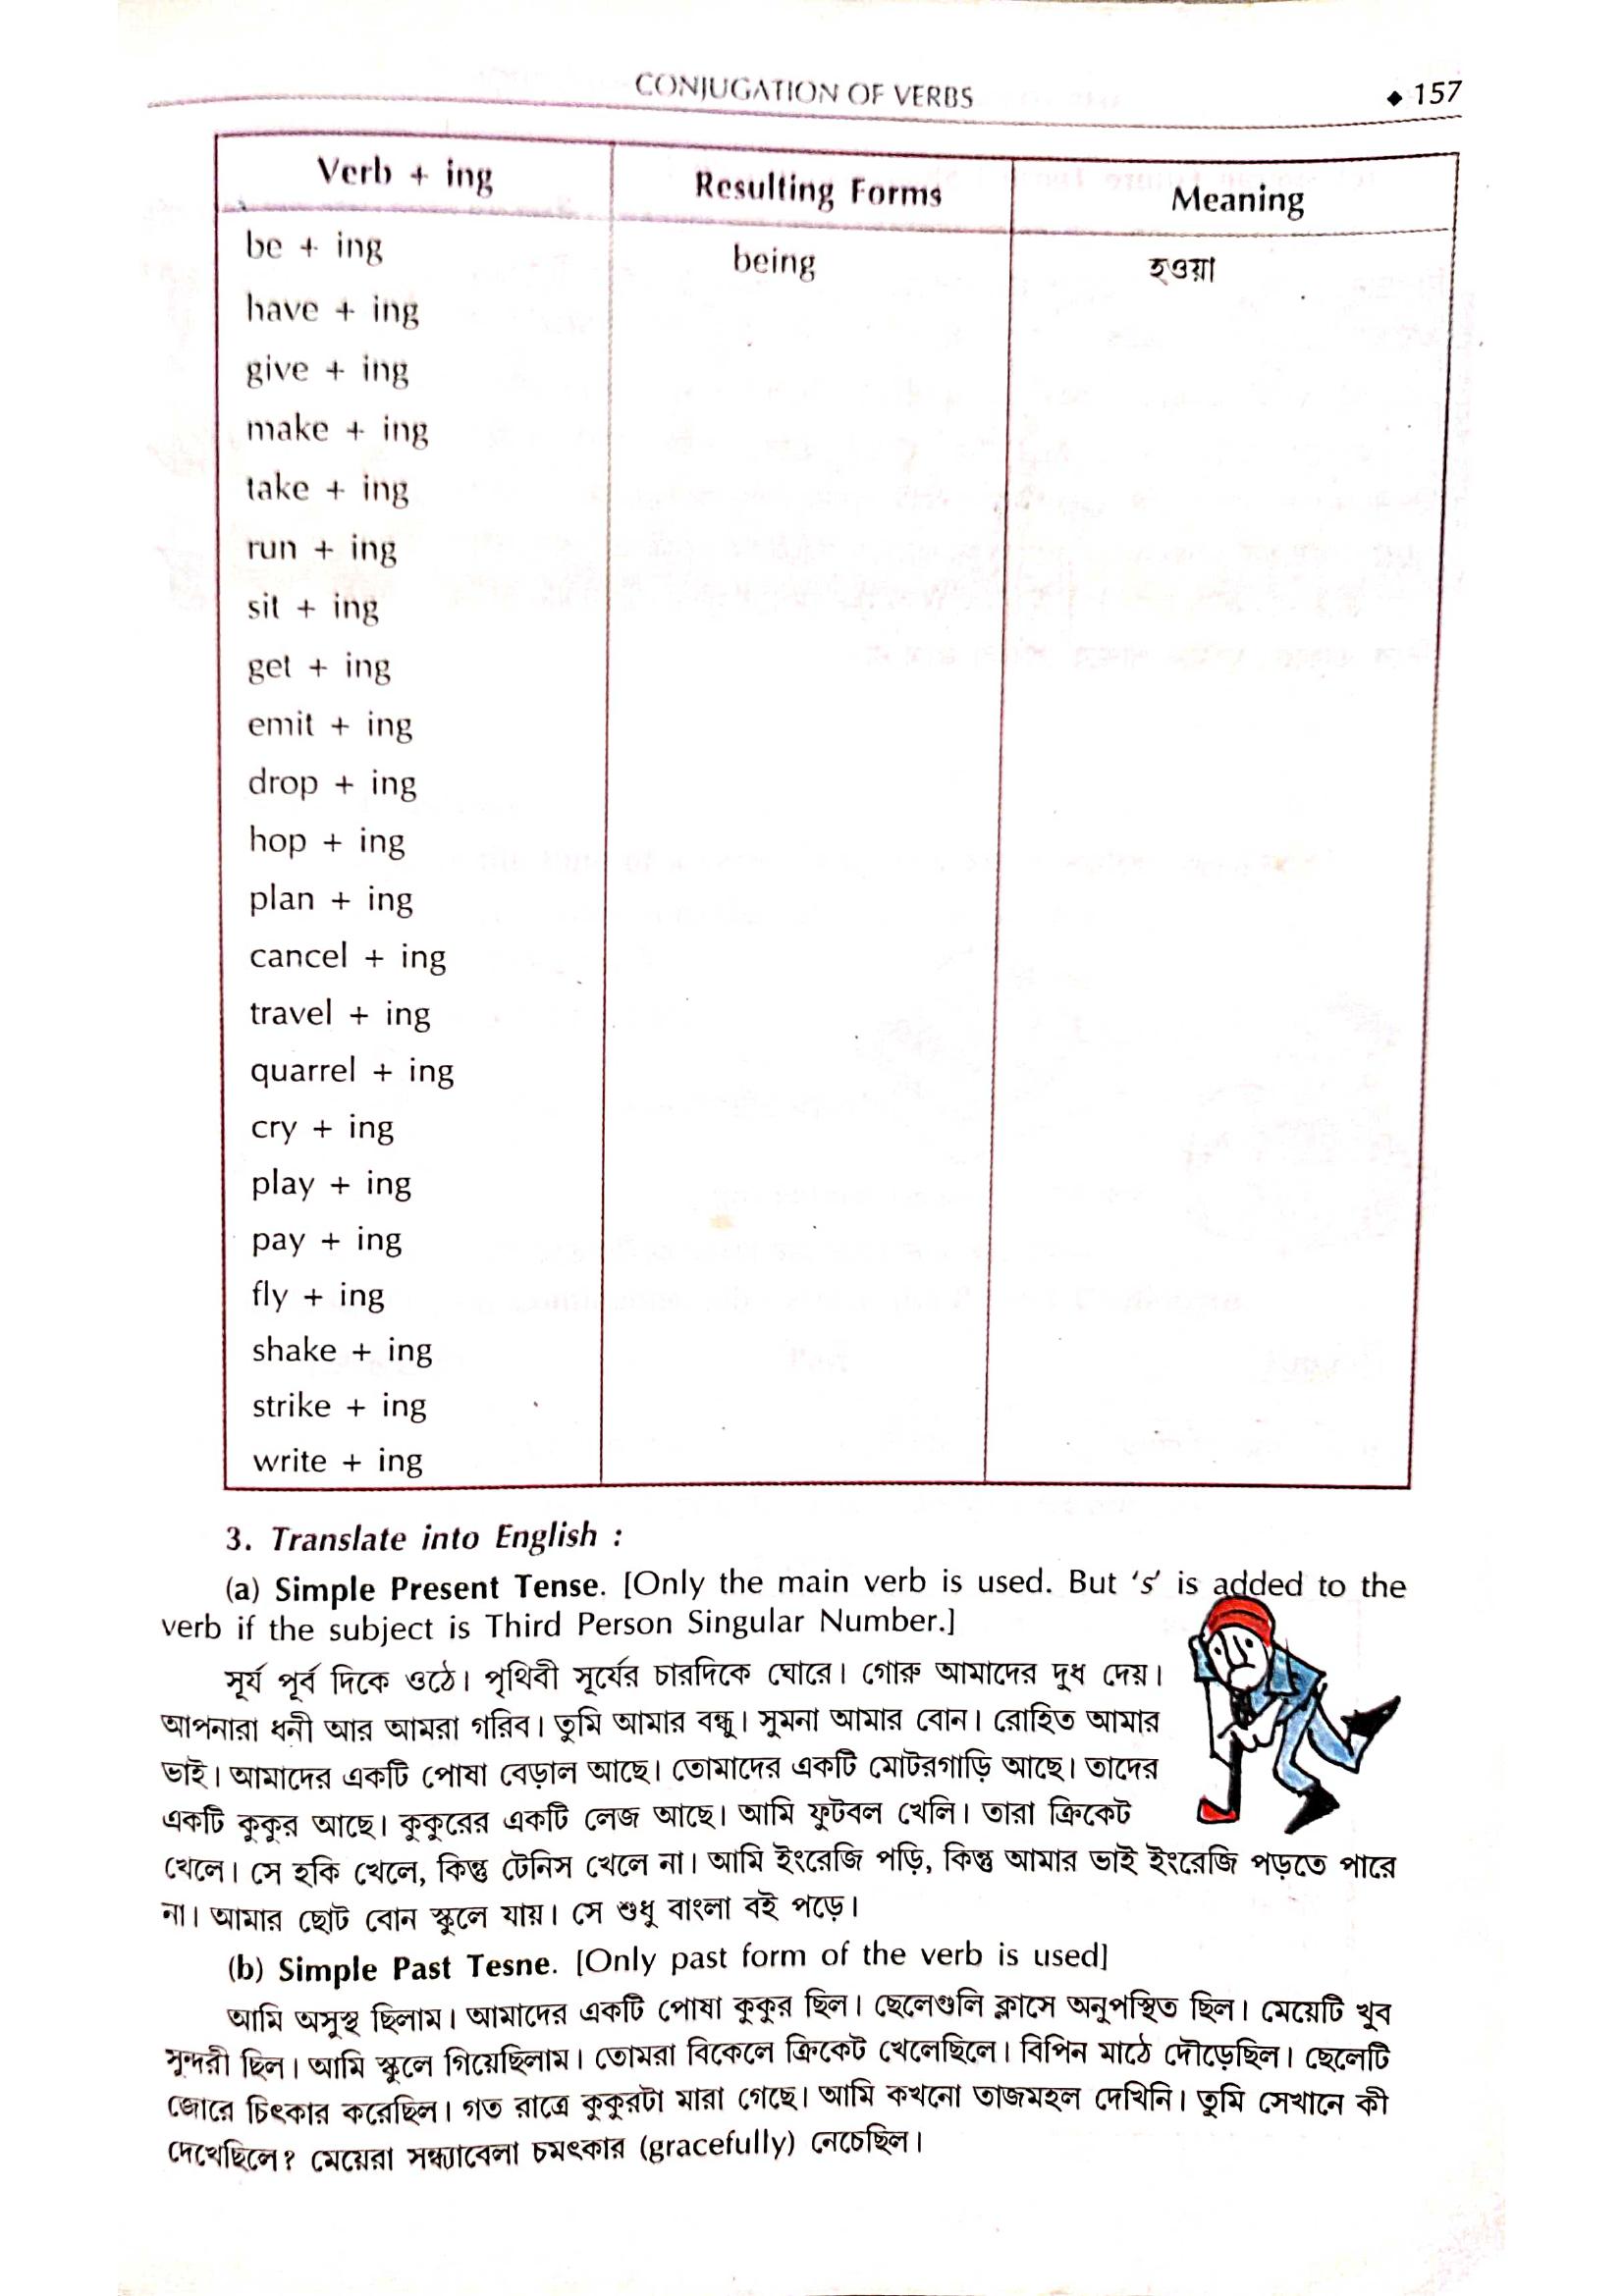 CONJUGATION OF VERBS ◆ 157
Verb + ing Resulting Forms Meaning
be + ing being হওয়া
have + ing
give + ing
make + ing
take + ing
run + ing
sit + ing
get + ing
emit + ing
drop + ing
hop + ing
plan + ing
cancel + ing
travel + ing
quarrel + ing
cry + ing
play + ing
pay + ing
fly + ing
shake + ing
strike + ing
write + ing
3. Translate into English :
(a) Simple Present Tense. [Only the main verb is used. But ‘s’ is added to the
verb if the subject is Third Person Singular Number.]
সূর্য পূর্ব দিকে ওঠে। পৃথিবী সূর্যের চারদিকে ঘোরে। গোরু আমাদের দুধ দেয়।
আপনারা ধনী আর আমরা গরিব। তুমি আমার বন্ধু। সুমনা আমার বোন। রোহিত আমার
ভাই। আমাদের একটি পোষা বেড়াল আছে। তোমাদের একটি মোটরগাড়ি আছে। তাদের
একটি কুকুর আছে। কুকুরের একটি লেজ আছে। আমি ফুটবল খেলি। তারা ক্রিকেট
খেলে। সে হকি খেলে, কিন্তু টেনিস খেলে না। আমি ইংরেজি পড়ি, কিন্তু আমার ভাই ইংরেজি পড়তে পারে
না। আমার ছোট বোন স্কুলে যায়। সে শুধু বাংলা বই পড়ে।
(b) Simple Past Tesne. [Only past form of the verb is used]
আমি অসুস্থ ছিলাম। আমাদের একটি পোষা কুকুর ছিল। ছেলেগুলি ক্লাসে অনুপস্থিত ছিল। মেয়েটি খুব
সুন্দরী ছিল। আমি স্কুলে গিয়েছিলাম। তোমরা বিকেলে ক্রিকেট খেলেছিলে। বিপিন মাঠে দৌড়েছিল। ছেলেটি
জোরে চিৎকার করেছিল। গত রাত্রে কুকুরটা মারা গেছে। আমি কখনো তাজমহল দেখিনি। তুমি সেখানে কী
দেখেছিলে? মেয়েরা সন্ধ্যাবেলা চমৎকার (gracefully) নেচেছিল।